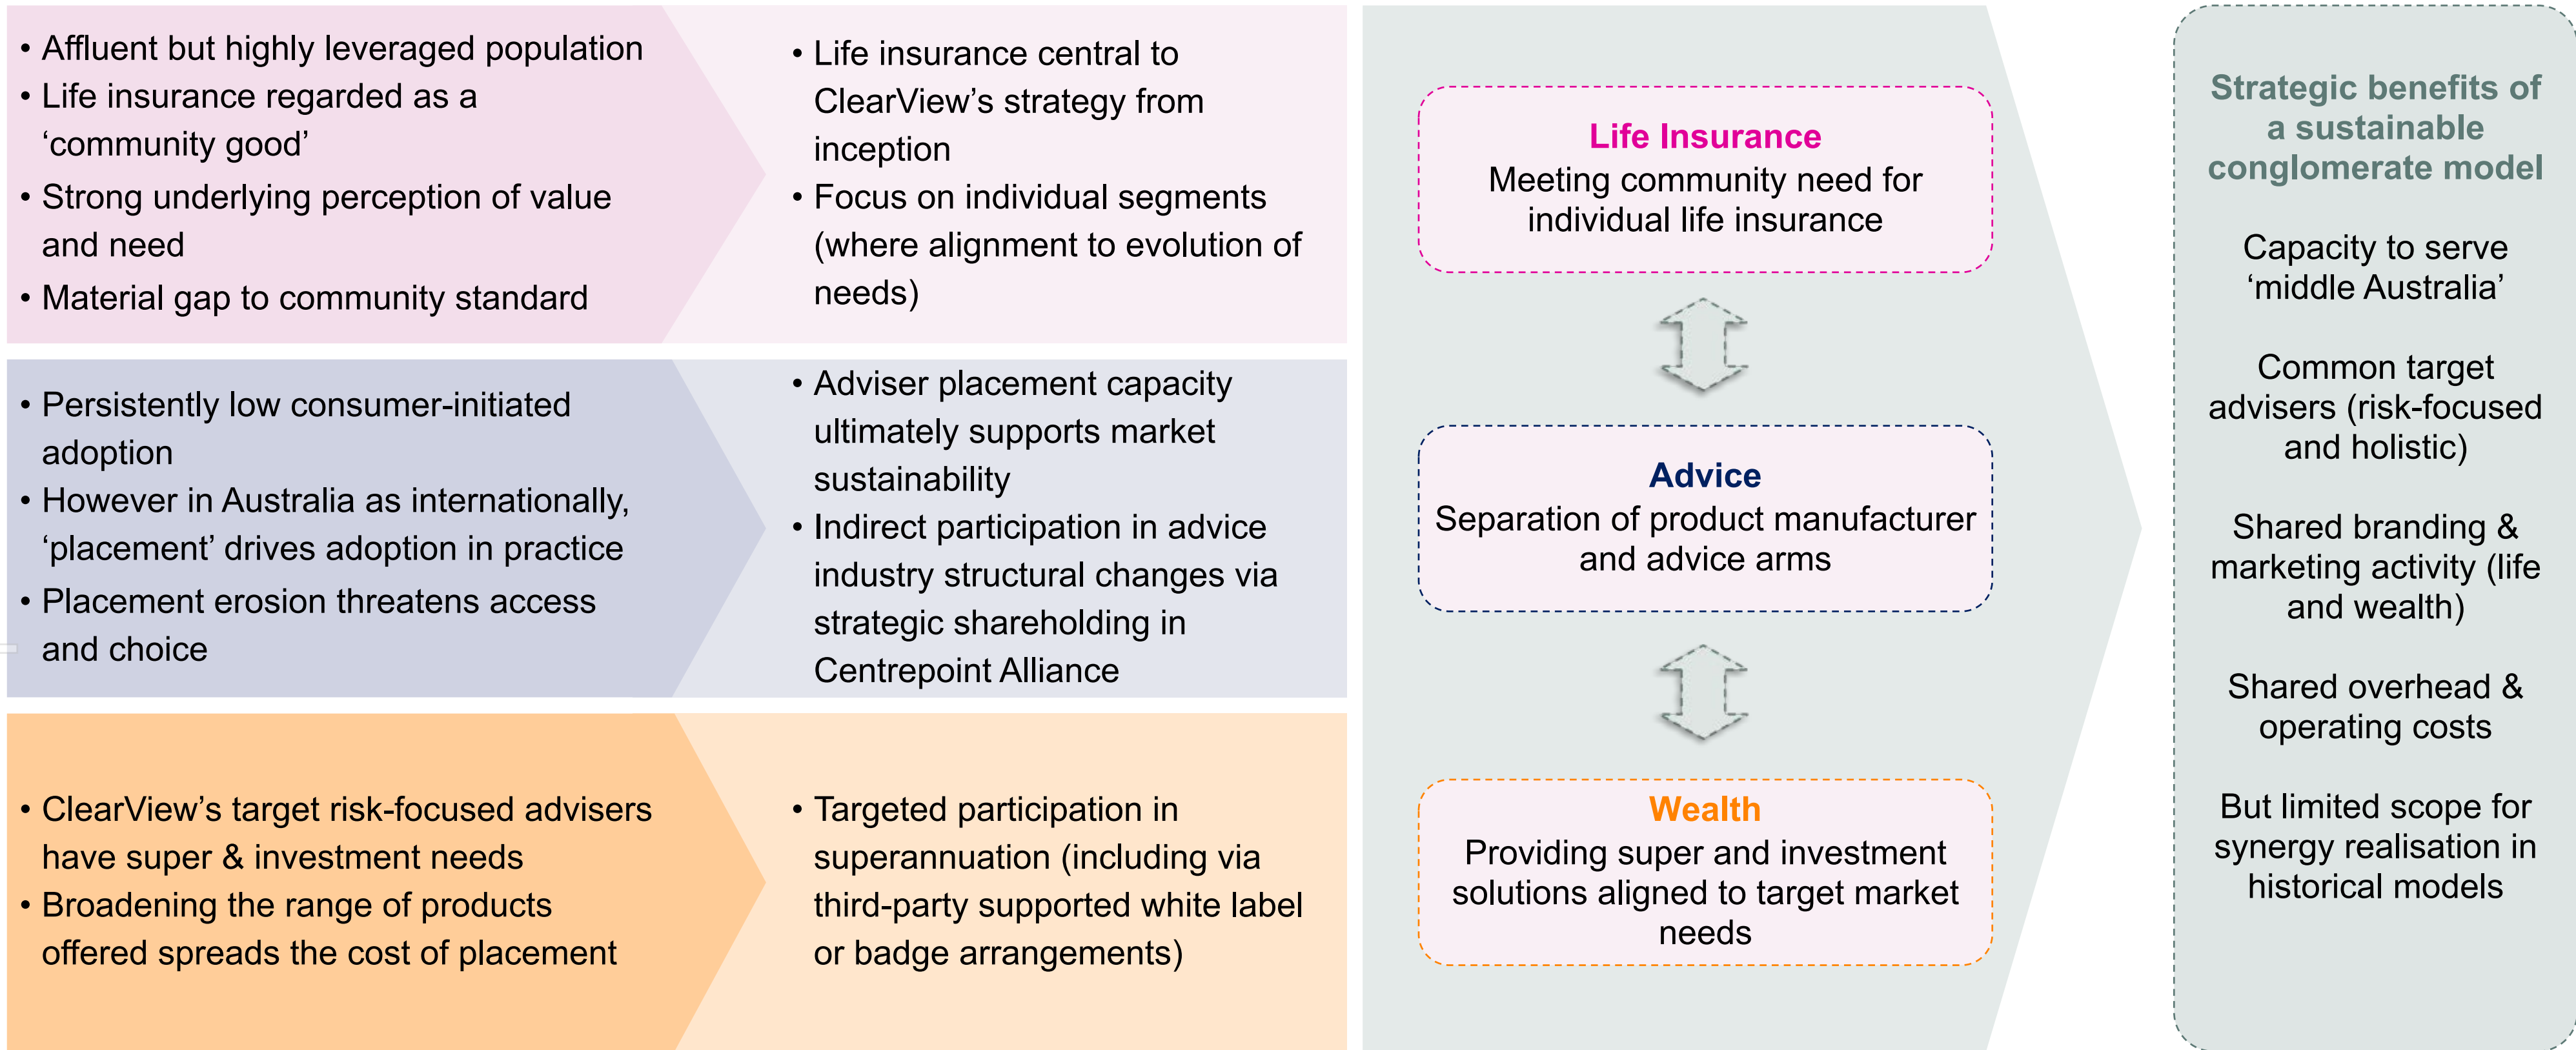 • Affluent but highly leveraged population
• Life insurance regarded as a
‘community good’
• Strong underlying perception of value
and need
• Material gap to community standard
• Life insurance central to
ClearView’s strategy from
inception
• Focus on individual segments
(where alignment to evolution of
needs)
• Persistently low consumer-initiated
adoption
• However in Australia as internationally,
‘placement’ drives adoption in practice
• Placement erosion threatens access
and choice
• Adviser placement capacity
ultimately supports market
sustainability
• Indirect participation in advice
industry structural changes via
strategic shareholding in
Centrepoint Alliance
• ClearView’s target risk-focused advisers
have super & investment needs
• Broadening the range of products
offered spreads the cost of placement
• Targeted participation in
superannuation (including via
third-party supported white label
or badge arrangements)
Life Insurance
Meeting community need for
individual life insurance
Advice
Separation of product manufacturer
and advice arms
Wealth
Providing super and investment
solutions aligned to target market
needs
Strategic benefits of
a sustainable
conglomerate model
Capacity to serve
‘middle Australia’
Common target
advisers (risk-focused
and holistic)
Shared branding &
marketing activity (life
and wealth)
Shared overhead &
operating costs
But limited scope for
synergy realisation in
historical models